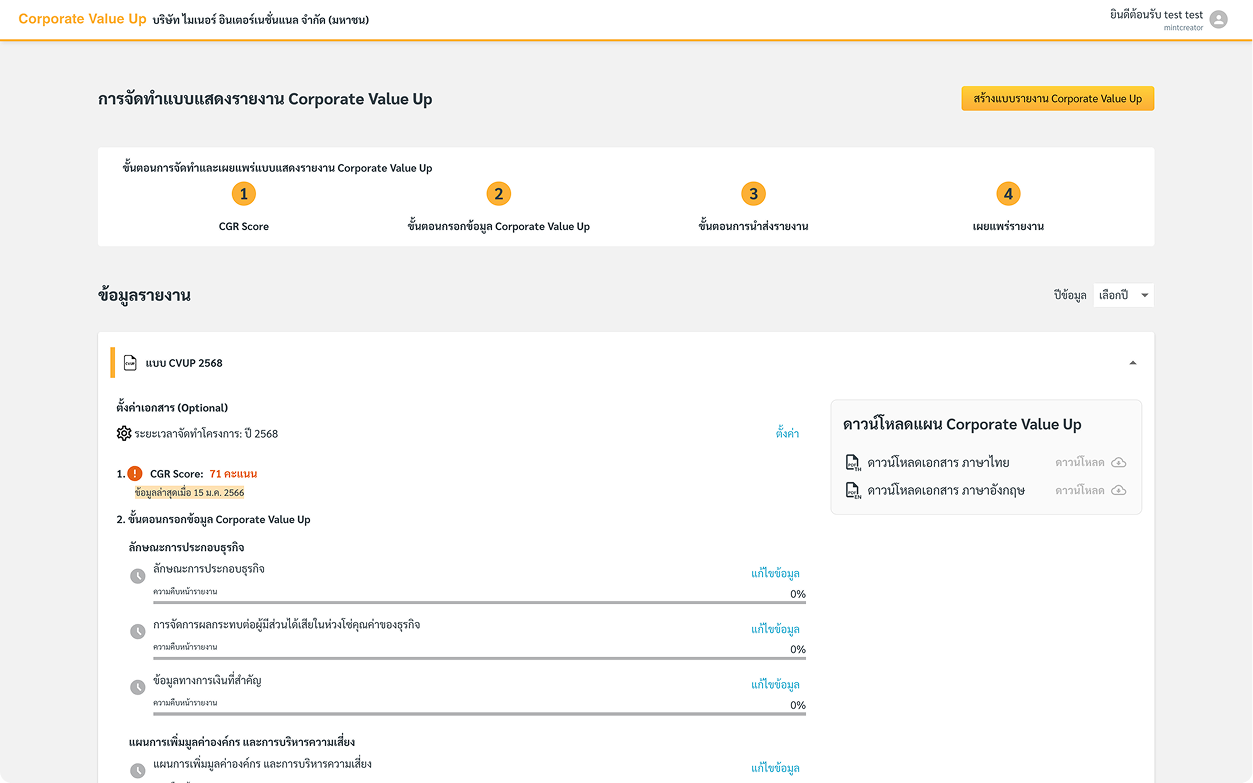 Corporate Value Up บริษัท ไมเนอร์ อินเตอร์เนชั่นแนล จำกัด (มหาชน)
ยินดีต้อนรับ test test
mintcreator
การจัดทำแบบแสดงรายงาน Corporate Value Up
สร้างแบบรายงาน Corporate Value Up
ขั้นตอนการจัดทำและเผยแพร่แบบแสดงรายงาน Corporate Value Up
1 2 3 4
CGR Score ขั้นตอนกรอกข้อมูล Corporate Value Up ขั้นตอนการนำส่งรายงาน เผยแพร่รายงาน
ข้อมูลรายงาน
ปีข้อมูล เลือกปี
CVUP แบบ CVUP 2568
ตั้งค่าเอกสาร (Optional)
ระยะเวลาจัดทำโครงการ: ปี 2568 ตั้งค่า
1. ! CGR Score: 71 คะแนน
ข้อมูลล่าสุดเมื่อ 15 ม.ค. 2566
2. ขั้นตอนกรอกข้อมูล Corporate Value Up
ลักษณะการประกอบธุรกิจ
ลักษณะการประกอบธุรกิจ แก้ไขข้อมูล
ความคืบหน้ารายงาน 0%
การจัดการผลกระทบต่อผู้มีส่วนได้เสียในห่วงโซ่คุณค่าของธุรกิจ แก้ไขข้อมูล
ความคืบหน้ารายงาน 0%
ข้อมูลทางการเงินที่สำคัญ แก้ไขข้อมูล
ความคืบหน้ารายงาน 0%
แผนการเพิ่มมูลค่าองค์กร และการบริหารความเสี่ยง
แผนการเพิ่มมูลค่าองค์กร และการบริหารความเสี่ยง แก้ไขข้อมูล
ดาวน์โหลดแผน Corporate Value Up
PDF TH ดาวน์โหลดเอกสาร ภาษาไทย ดาวน์โหลด
PDF EN ดาวน์โหลดเอกสาร ภาษาอังกฤษ ดาวน์โหลด